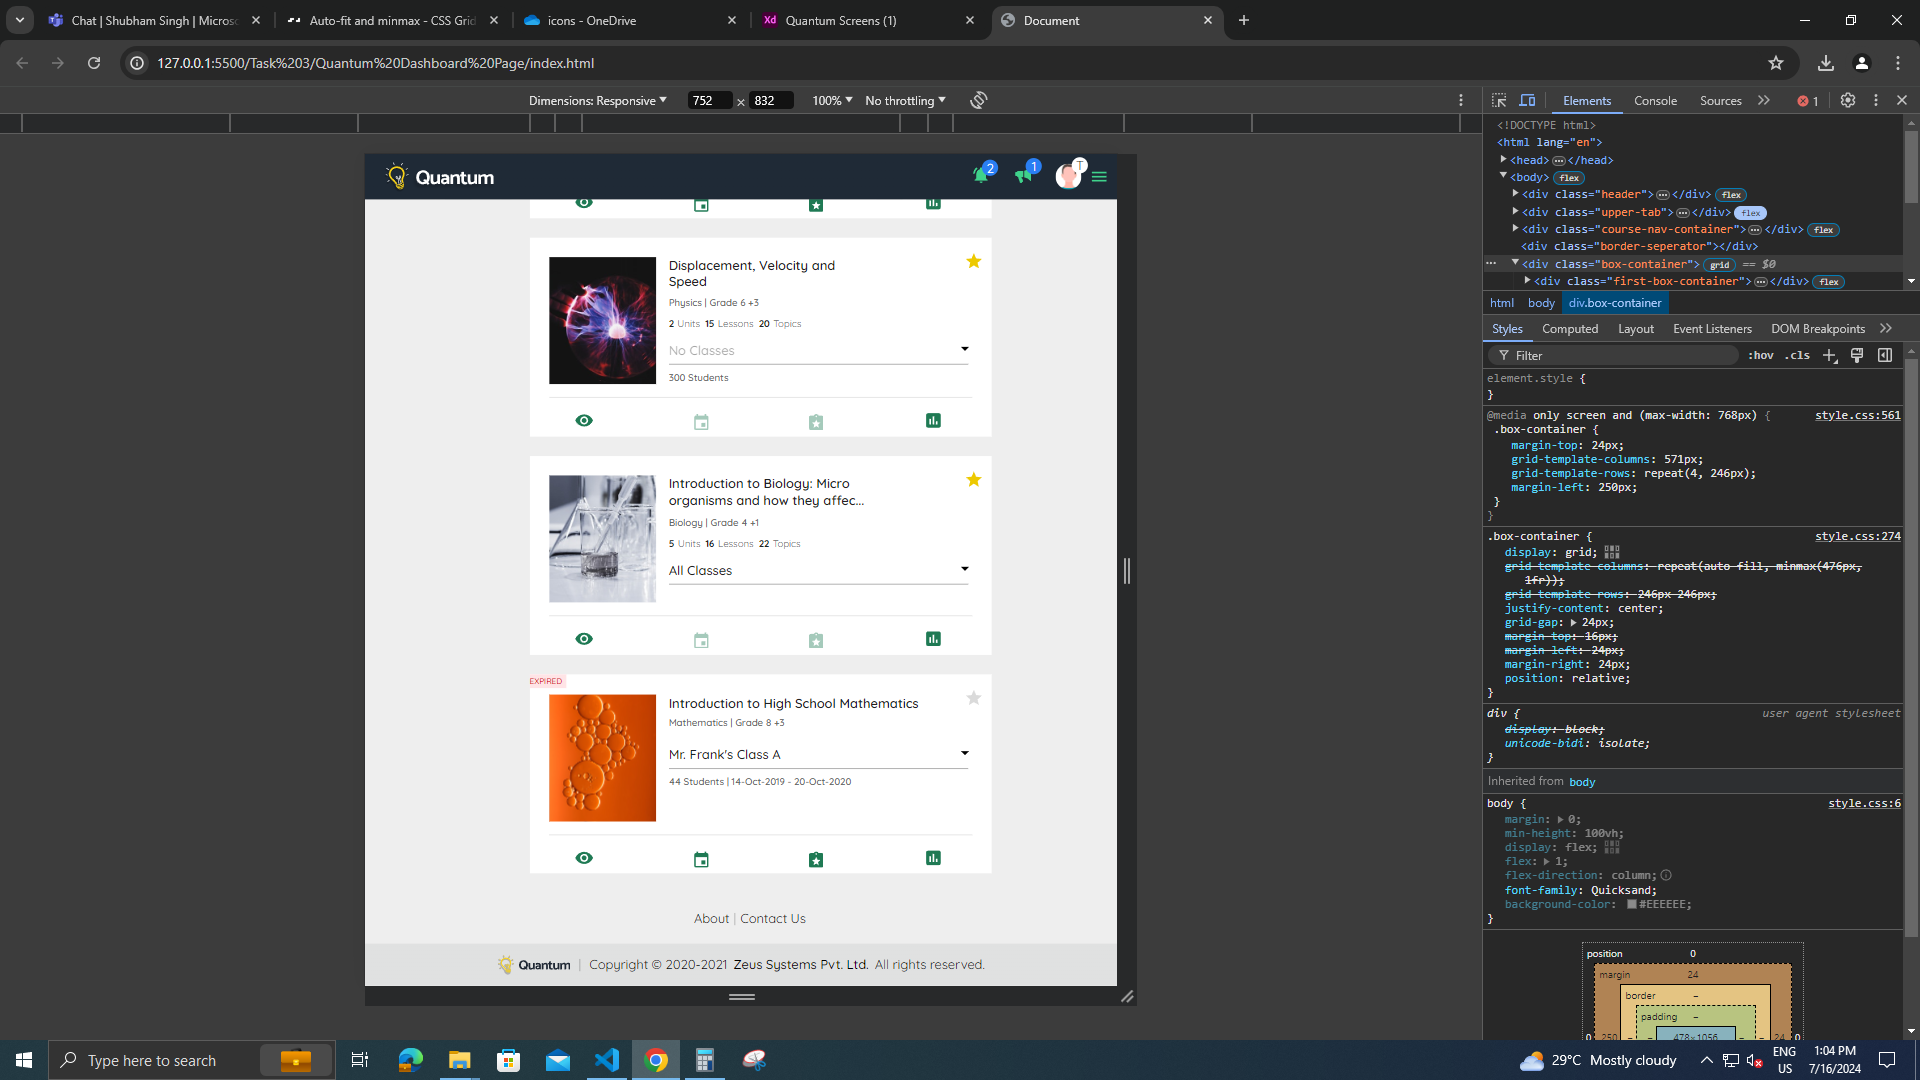 Chat | Shubham Singh | Microso
Auto-fit and minmax - CSS Grid
icons - OneDrive
Xd
Quantum Screens (1)
Document
127.0.0.1:5500/Task%203/Quantum%20Dashboard%20Page/index.html
Dimensions: Responsive
752 × 832
100%
No throttling
Elements
Console
Sources
1
<!DOCTYPE html>
<html lang="en">
<head> </head>
<body> flex
<div class="header"> </div> flex
<div class="upper-tab"> </div> flex
<div class="course-nav-container"> </div> flex
<div class="border-seperator"></div>
<div class="box-container"> grid == $0
<div class="first-box-container"> </div> flex
html body div.box-container
Styles Computed Layout Event Listeners DOM Breakpoints
Filter :hov .cls
element.style {
}
@media only screen and (max-width: 768px) { style.css:561
.box-container {
margin-top: 24px;
grid-template-columns: 571px;
grid-template-rows: repeat(4, 246px);
margin-left: 250px;
}
}
.box-container { style.css:274
display: grid;
grid-template-columns: repeat(auto-fill, minmax(476px,
1fr));
grid-template-rows: 246px 246px;
justify-content: center;
grid-gap: 24px;
margin-top: 16px;
margin-left: 24px;
margin-right: 24px;
position: relative;
}
div { user agent stylesheet
display: block;
unicode-bidi: isolate;
}
Inherited from body
body { style.css:6
margin: 0;
min-height: 100vh;
display: flex;
flex: 1;
flex-direction: column;
font-family: Quicksand;
background-color: #EEEEEE;
}
position 0
margin 24
border –
padding –
0 250 – – 478×1056 – – 24 0
Quantum
2
1
T
Displacement, Velocity and
Speed
Physics | Grade 6 +3
2 Units 15 Lessons 20 Topics
No Classes
300 Students
Introduction to Biology: Micro
organisms and how they affec...
Biology | Grade 4 +1
5 Units 16 Lessons 22 Topics
All Classes
EXPIRED
Introduction to High School Mathematics
Mathematics | Grade 8 +3
Mr. Frank's Class A
44 Students | 14-Oct-2019 - 20-Oct-2020
About | Contact Us
Quantum | Copyright © 2020-2021 Zeus Systems Pvt. Ltd. All rights reserved.
Type here to search
29°C Mostly cloudy
ENG
US
1:04 PM
7/16/2024